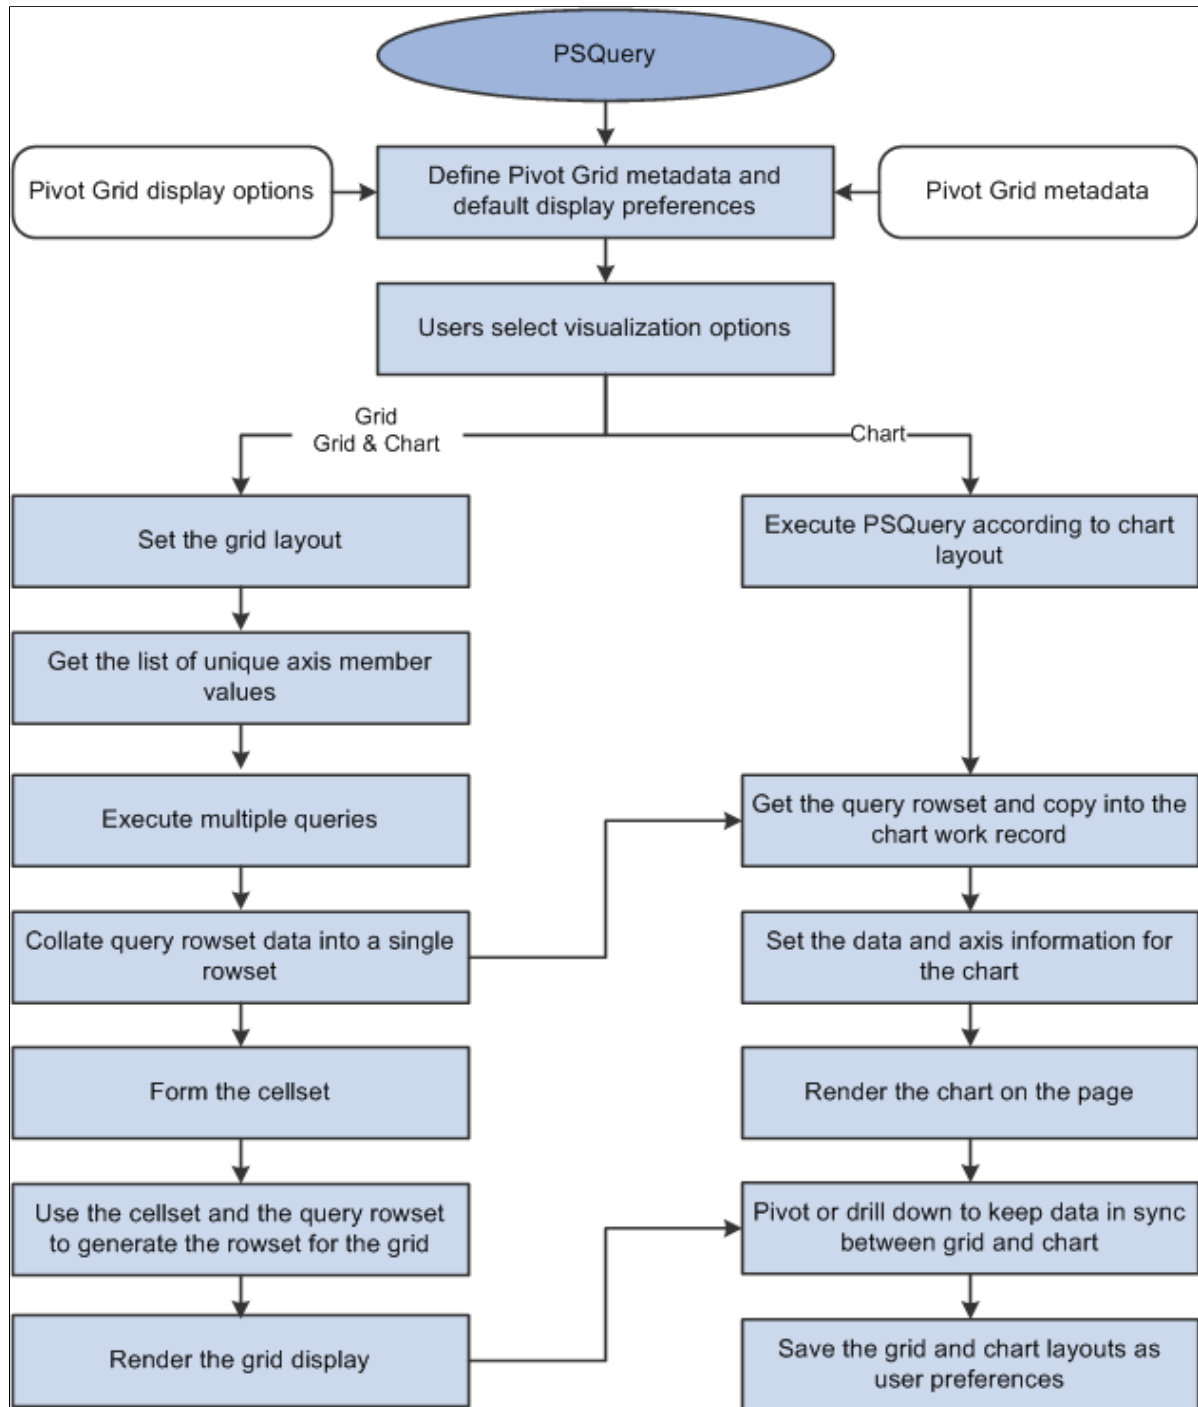 PSQuery
Pivot Grid display options
Define Pivot Grid metadata and
default display preferences
Pivot Grid metadata
Users select visualization options
Grid
Grid & Chart
Chart
Set the grid layout
Execute PSQuery according to chart
layout
Get the list of unique axis member
values
Execute multiple queries
Get the query rowset and copy into the
chart work record
Collate query rowset data into a single
rowset
Set the data and axis information for
the chart
Form the cellset
Render the chart on the page
Use the cellset and the query rowset
to generate the rowset for the grid
Pivot or drill down to keep data in sync
between grid and chart
Render the grid display
Save the grid and chart layouts as
user preferences